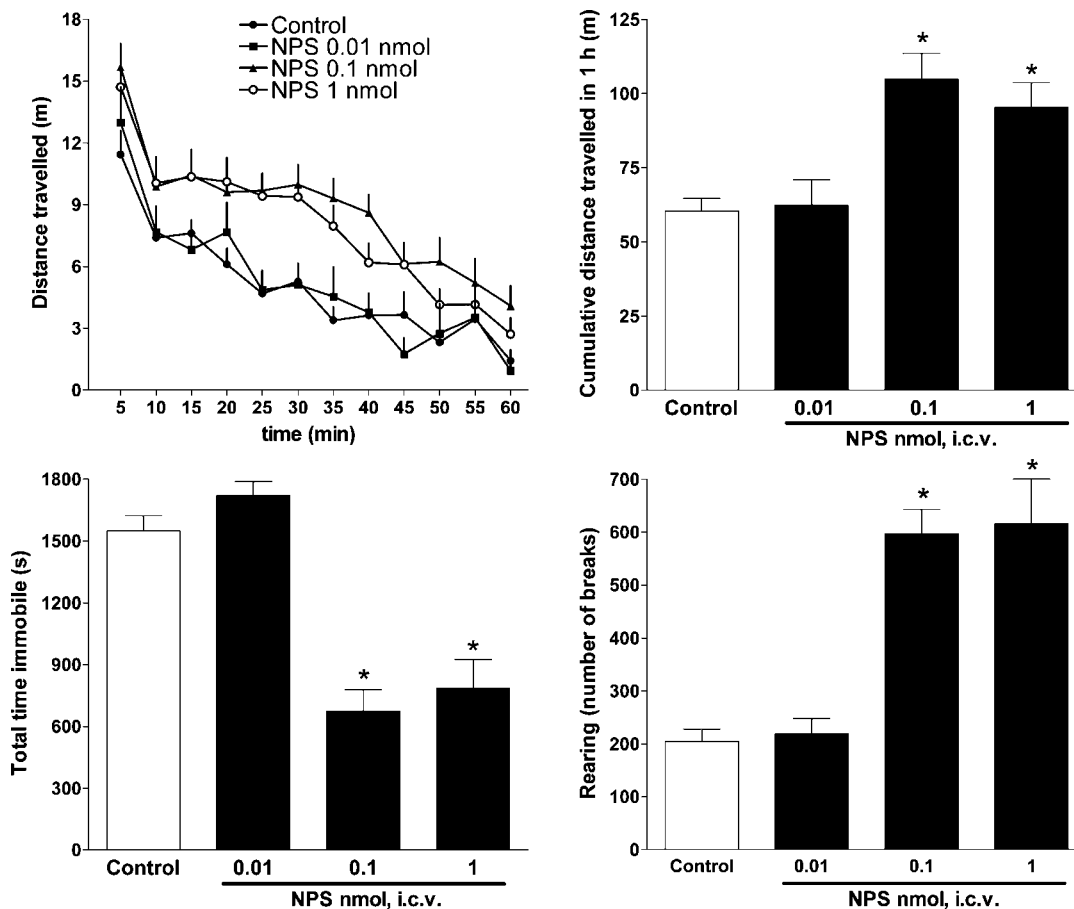 18
15
12
9
6
3
0
Distance travelled (m)
Control
NPS 0.01 nmol
NPS 0.1 nmol
NPS 1 nmol
5 10 15 20 25 30 35 40 45 50 55 60
time (min)
125
100
75
50
25
0
Cumulative distance travelled in 1 h (m)
* *
Control 0.01 0.1 1
NPS nmol, i.c.v.
1800
1500
1200
900
600
300
0
Total time immobile (s)
* *
Control 0.01 0.1 1
NPS nmol, i.c.v.
700
600
500
400
300
200
100
0
Rearing (number of breaks)
* *
Control 0.01 0.1 1
NPS nmol, i.c.v.